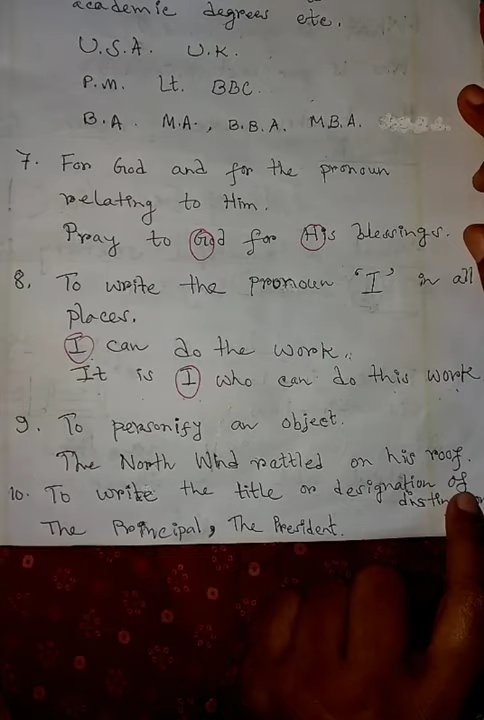 academic degrees etc.
U.S.A. U.K.
P.M. Lt. BBC.
B.A. M.A., B.B.A. M.B.A.
7. For God and for the pronoun
relating to Him.
Pray to God for His blessings.
8. To write the pronoun 'I' in all
places.
I can do the work.
It is I who can do this work
9. To personify an object.
The North Wind rattled on his roof.
10. To write the title or designation of
The Principal, The President.